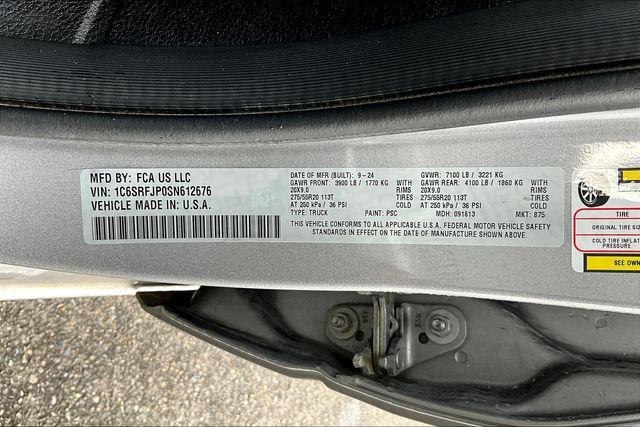 MFD BY: FCA US LLC
VIN: 1C6SRFJP0SN612676
VEHICLE MADE IN: U.S.A.
DATE OF MFR (BUILT): 9-24 GVWR: 7100 LB / 3221 KG
GAWR FRONT: 3900 LB / 1770 KG RIMS GAWR REAR: 4100 LB / 1860 KG RIMS
20X9.0 TIRES 20X9.0 TIRES
275/55R20 113T COLD 275/55R20 113T COLD
AT 250 kPa / 36 PSI AT 250 kPa / 36 PSI
TYPE: TRUCK PAINT: PSC MDH: 091613 MKT: 875
THIS VEHICLE CONFORMS TO ALL APPLICABLE U.S.A. FEDERAL MOTOR VEHICLE SAFETY
STANDARDS IN EFFECT ON THE DATE OF MANUFACTURE SHOWN ABOVE.
TIRE
ORIGINAL TIRE SIZ
COLD TIRE INFLAT
PRESSURE
SEE OWN